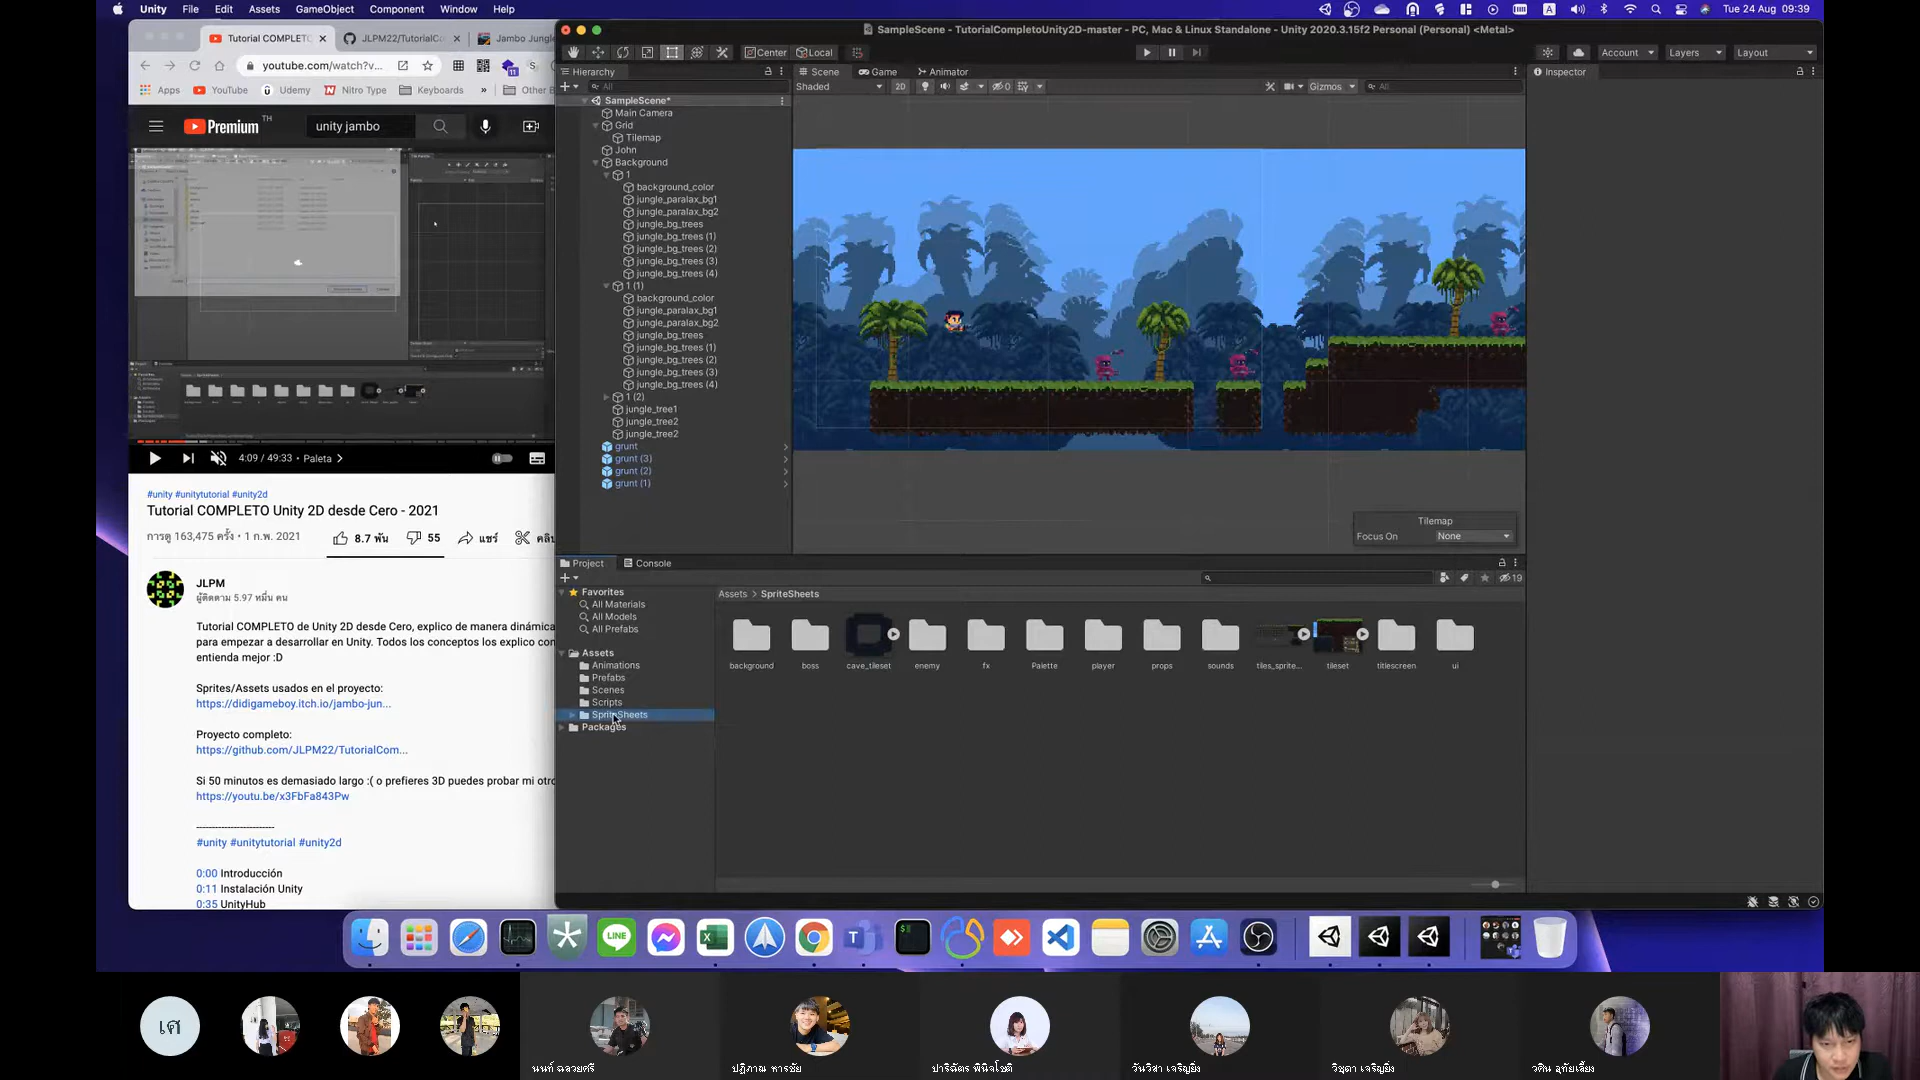 Unity File Edit Assets GameObject Component Window Help
Tue 24 Aug 09:39
Tutorial COMPLETO
JLPM22/TutorialCo
Jambo Jungle
youtube.com/watch?v...
Apps YouTube Udemy Nitro Type Keyboards » Other B
Premium TH
unity jambo
4:09 / 49:33 • Paleta
#unity #unitytutorial #unity2d
Tutorial COMPLETO Unity 2D desde Cero - 2021
การดู 163,475 ครั้ง • 1 ก.พ. 2021
8.7 พัน
55
แชร์
คลิป
JLPM
ผู้ติดตาม 5.97 หมื่น คน
Tutorial COMPLETO de Unity 2D desde Cero, explico de manera dinámic
para empezar a desarrollar en Unity. Todos los conceptos los explico con
entienda mejor :D
Sprites/Assets usados en el proyecto:
https://didigameboy.itch.io/jambo-jun...
Proyecto completo:
https://github.com/JLPM22/TutorialCom...
Si 50 minutos es demasiado largo :( o prefieres 3D puedes probar mi otro
https://youtu.be/x3FbFa843Pw
-------------------------
#unity #unitytutorial #unity2d
0:00 Introducción
0:11 Instalación Unity
0:35 UnityHub
SampleScene - TutorialCompletoUnity2D-master - PC, Mac & Linux Standalone - Unity 2020.3.15f2 Personal (Personal) <Metal>
Center Local
Account Layers Layout
Hierarchy
All
SampleScene*
Main Camera
Grid
Tilemap
John
Background
1
background_color
jungle_paralax_bg1
jungle_paralax_bg2
jungle_bg_trees
jungle_bg_trees (1)
jungle_bg_trees (2)
jungle_bg_trees (3)
jungle_bg_trees (4)
1 (1)
background_color
jungle_paralax_bg1
jungle_paralax_bg2
jungle_bg_trees
jungle_bg_trees (1)
jungle_bg_trees (2)
jungle_bg_trees (3)
jungle_bg_trees (4)
1 (2)
jungle_tree1
jungle_tree2
jungle_tree2
grunt
grunt (3)
grunt (2)
grunt (1)
Scene Game Animator
Shaded 2D 0 Gizmos All
Tilemap
Focus On None
Inspector
Project Console
19
Favorites
All Materials
All Models
All Prefabs
Assets
Animations
Prefabs
Scenes
Scripts
SpriteSheets
Packages
Assets > SpriteSheets
background boss cave_tileset enemy fx Palette player props sounds tiles_sprite... tileset titlescreen ui
LINE
เศ
นนท์ ฉลวยศรี
ปฏิภาณ หารชัย
ปาริฉัตร พินิจโชติ
วันวิสา เจริญยิ่ง
วิชุดา เจริญยิ่ง
วศิน อุทัยเลี้ยง